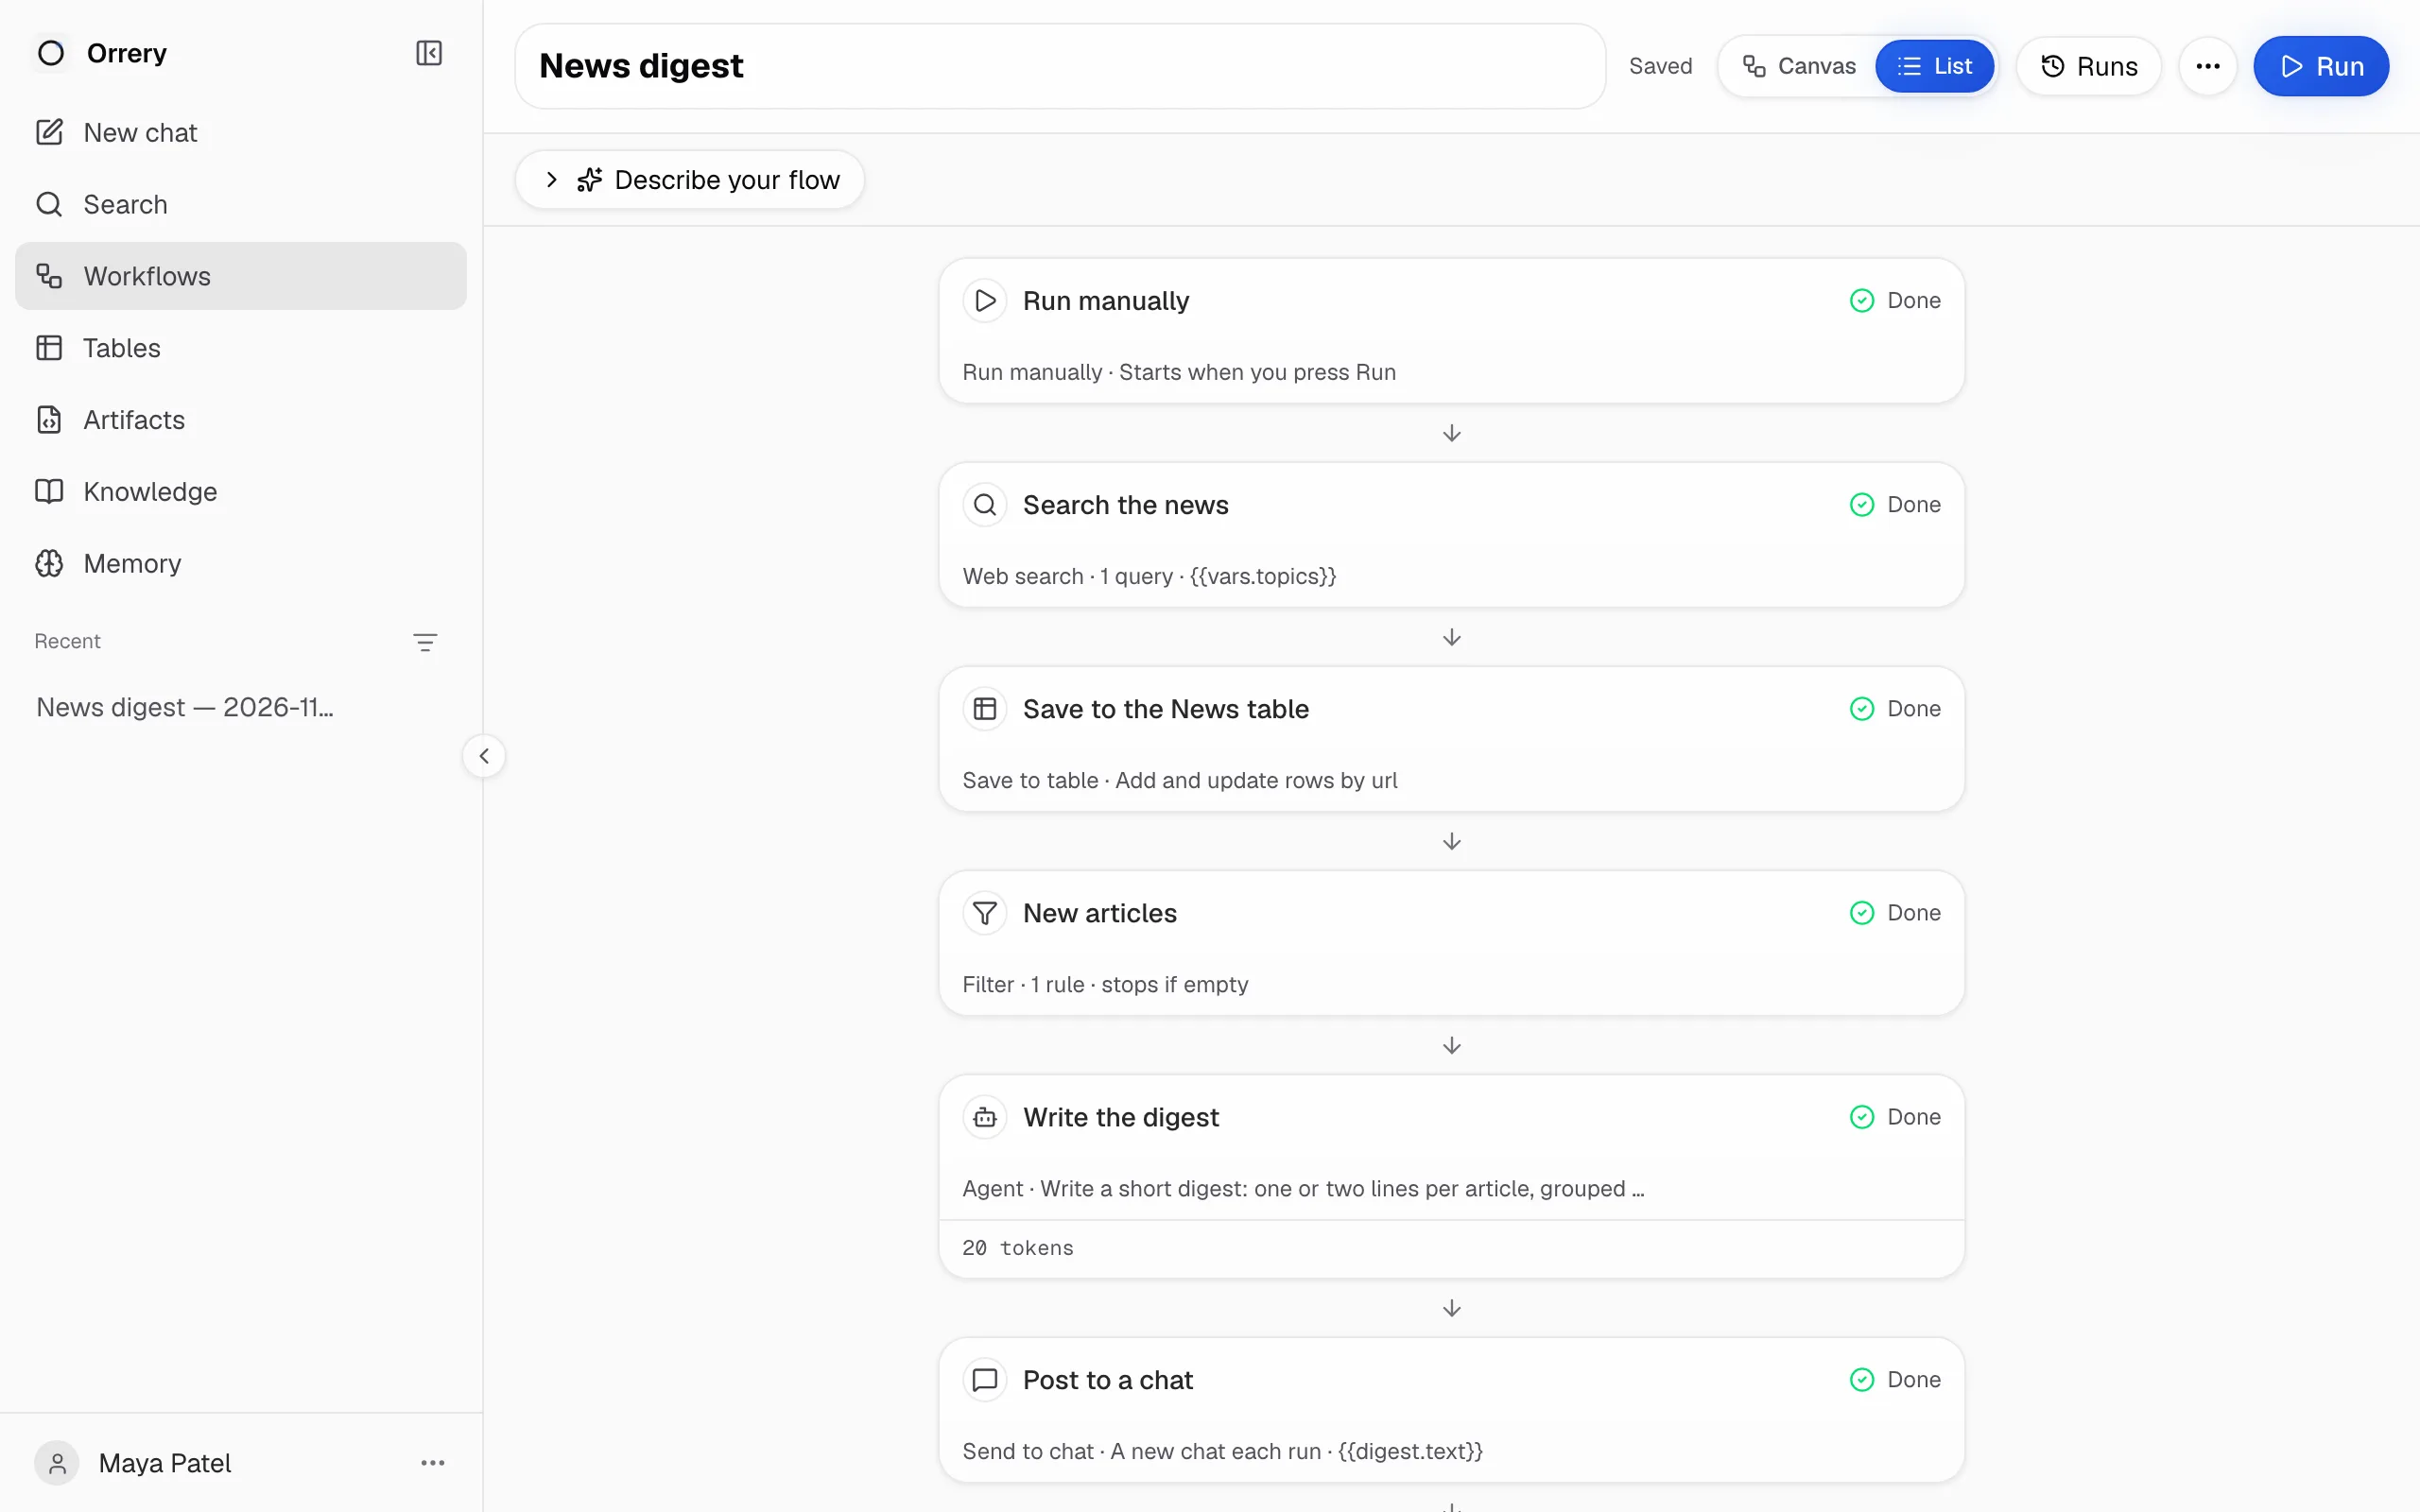 Orrery
New chat
Search
Workflows
Tables
Artifacts
Knowledge
Memory
Recent
News digest — 2026-11…
Maya Patel
News digest
Saved
Canvas
List
Runs
Run
Describe your flow
Run manually
Done
Run manually · Starts when you press Run
Search the news
Done
Web search · 1 query · {{vars.topics}}
Save to the News table
Done
Save to table · Add and update rows by url
New articles
Done
Filter · 1 rule · stops if empty
Write the digest
Done
Agent · Write a short digest: one or two lines per article, grouped …
20 tokens
Post to a chat
Done
Send to chat · A new chat each run · {{digest.text}}